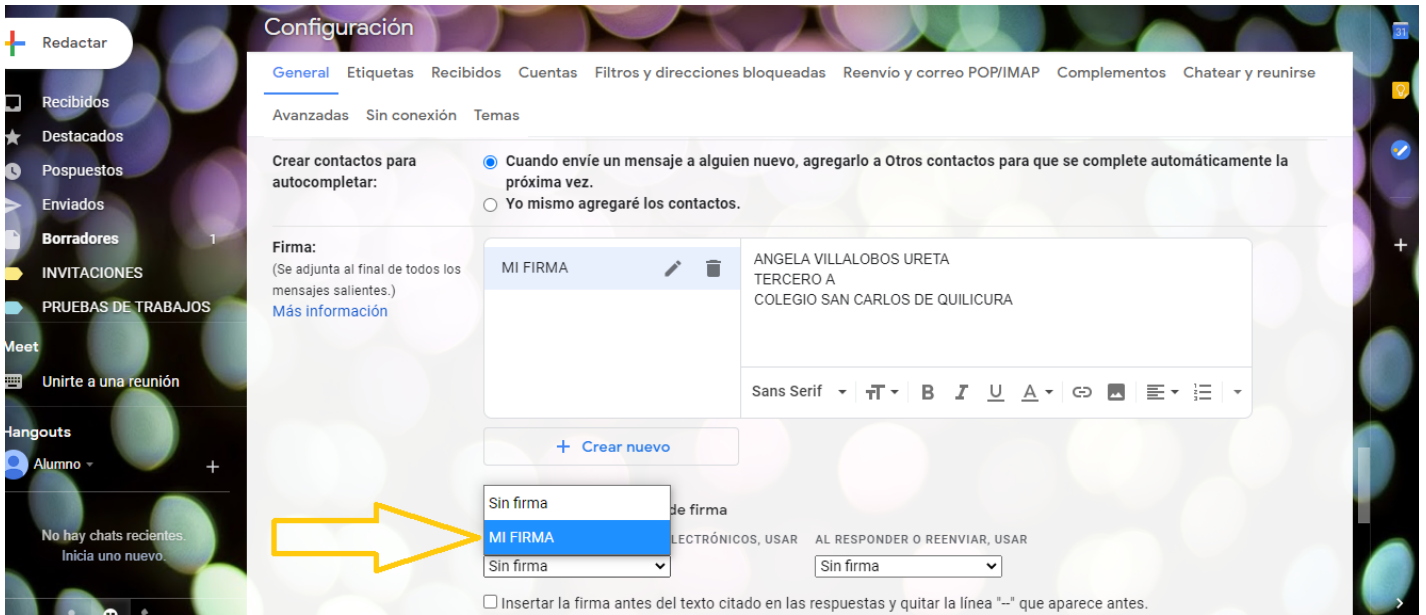 Redactar
Recibidos
Destacados
Pospuestos
Enviados
Borradores 1
INVITACIONES
PRUEBAS DE TRABAJOS
Meet
Unirte a una reunión
Hangouts
Alumno
No hay chats recientes.
Inicia uno nuevo.
Configuración
General Etiquetas Recibidos Cuentas Filtros y direcciones bloqueadas Reenvío y correo POP/IMAP Complementos Chatear y reunirse
Avanzadas Sin conexión Temas
Crear contactos para
autocompletar:
Cuando envíe un mensaje a alguien nuevo, agregarlo a Otros contactos para que se complete automáticamente la
próxima vez.
Yo mismo agregaré los contactos.
Firma:
(Se adjunta al final de todos los
mensajes salientes.)
Más información
MI FIRMA
ANGELA VILLALOBOS URETA
TERCERO A
COLEGIO SAN CARLOS DE QUILICURA
Sans Serif
+ Crear nuevo
Sin firma
MI FIRMA
de firma
LECTRÓNICOS, USAR AL RESPONDER O REENVIAR, USAR
Sin firma Sin firma
Insertar la firma antes del texto citado en las respuestas y quitar la línea "--" que aparece antes.
31